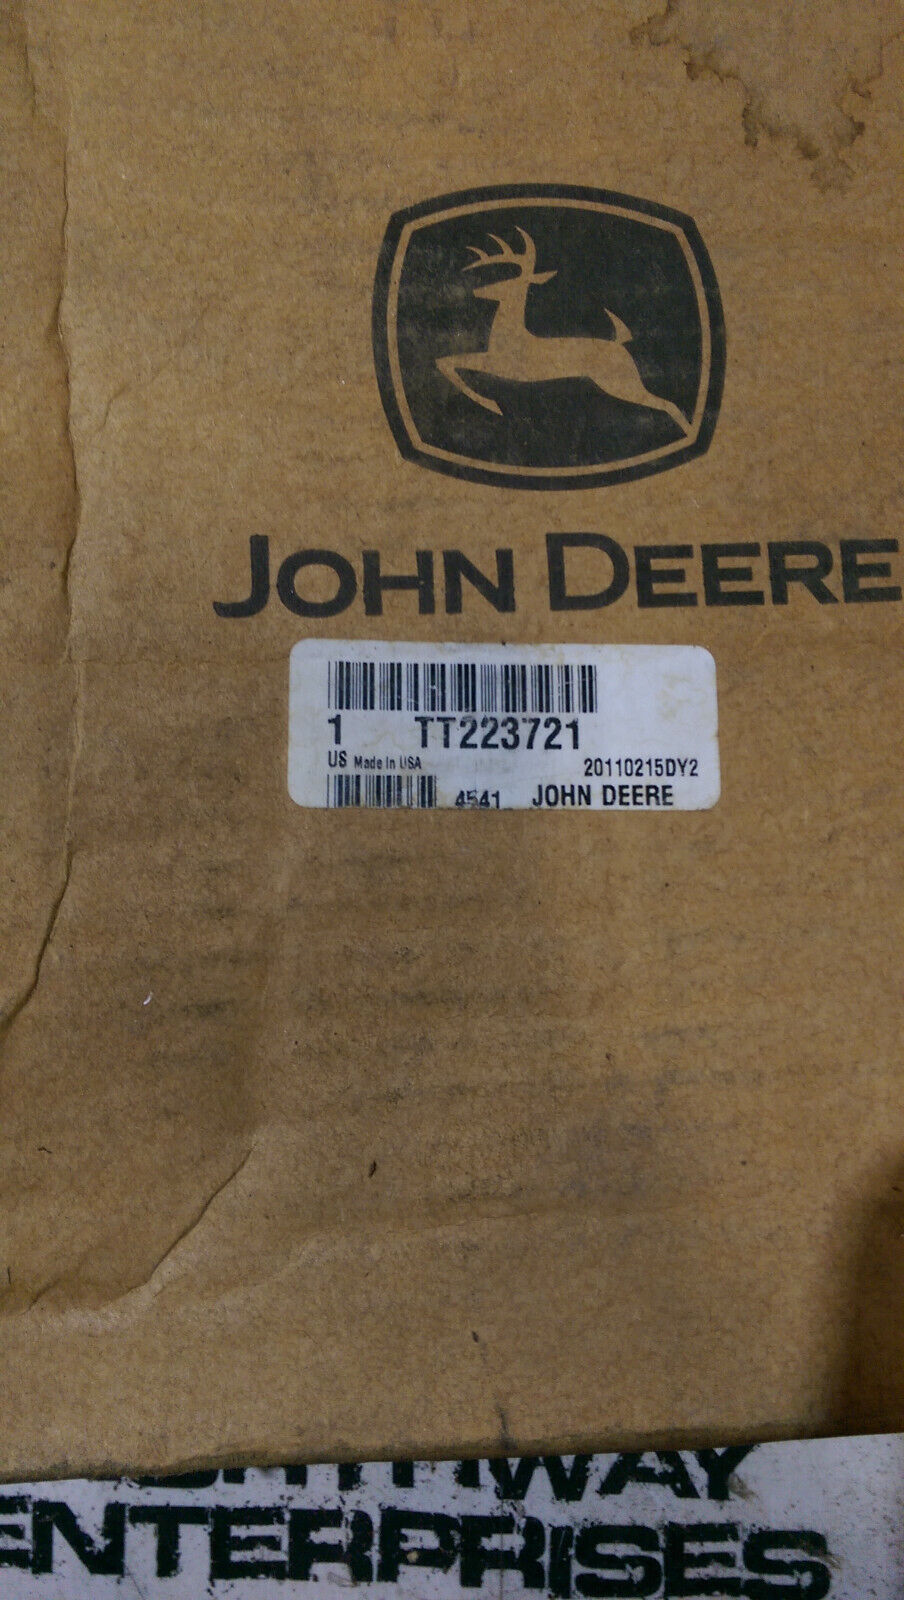 JOHN DEERE
1 TT223721
US Made In USA 20110215DY2
4541 JOHN DEERE
ENTERPRISES